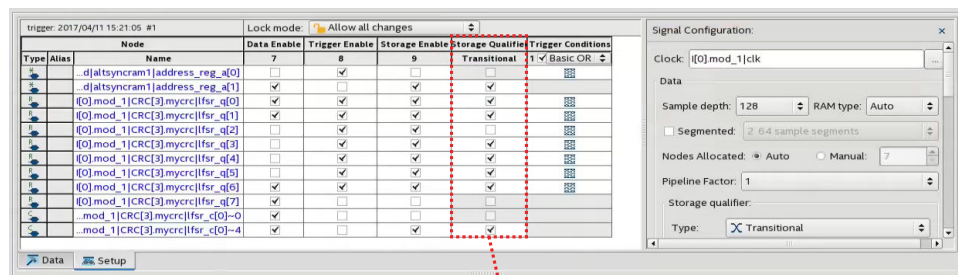 trigger: 2017/04/11 15:21:05 #1 Lock mode: Allow all changes
Node Data Enable Trigger Enable Storage Enable Storage Qualifier Trigger Conditions
Type Alias Name 7 8 9 Transitional 1 Basic OR
...d|altsyncram1|address_reg_a[0]
...d|altsyncram1|address_reg_a[1]
I[0].mod_1|CRC[3].mycrc|lfsr_q[0]
I[0].mod_1|CRC[3].mycrc|lfsr_q[1]
I[0].mod_1|CRC[3].mycrc|lfsr_q[2]
I[0].mod_1|CRC[3].mycrc|lfsr_q[3]
I[0].mod_1|CRC[3].mycrc|lfsr_q[4]
I[0].mod_1|CRC[3].mycrc|lfsr_q[5]
I[0].mod_1|CRC[3].mycrc|lfsr_q[6]
I[0].mod_1|CRC[3].mycrc|lfsr_q[7]
...mod_1|CRC[3].mycrc|lfsr_c[0]~0
...mod_1|CRC[3].mycrc|lfsr_c[0]~4
Data Setup
Signal Configuration:
Clock: I[0].mod_1|clk ...
Data
Sample depth: 128 RAM type: Auto
Segmented: 2 64 sample segments
Nodes Allocated: Auto Manual: 7
Pipeline Factor: 1
Storage qualifier:
Type: Transitional